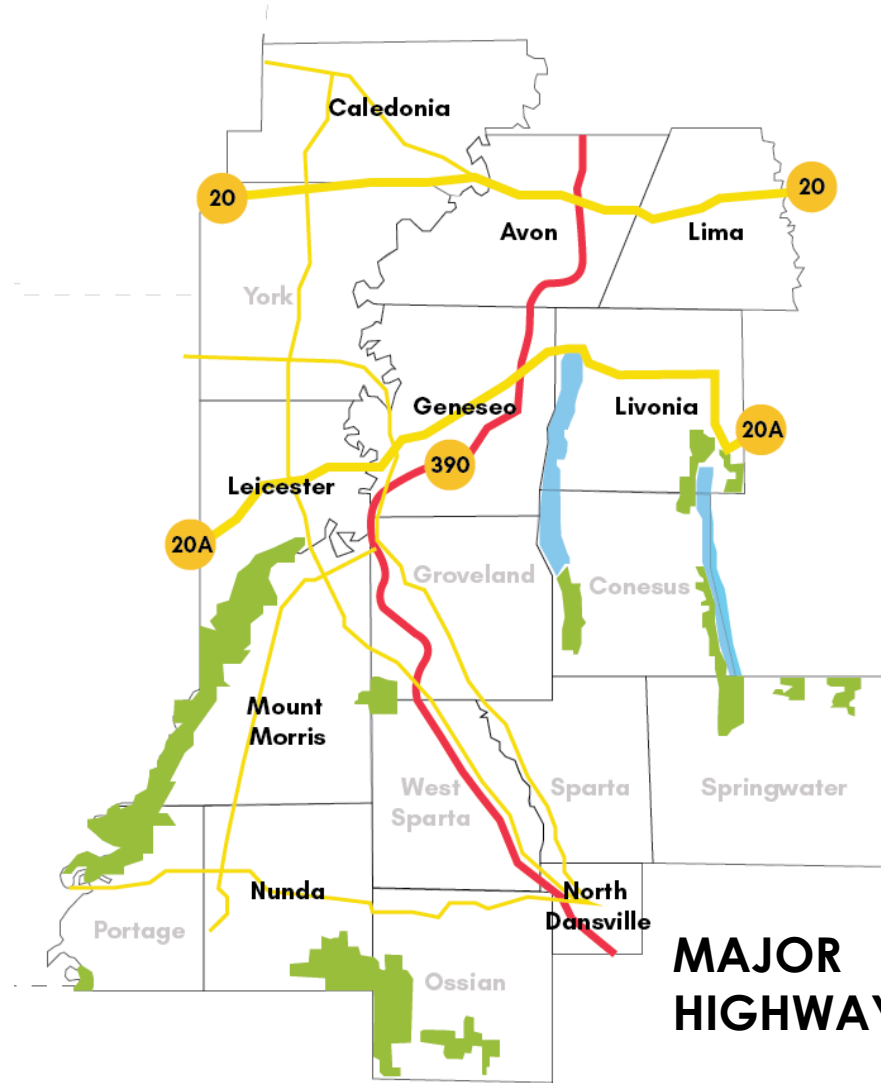 Caledonia
20
20
Avon
Lima
York
Geneseo
Livonia
20A
390
Leicester
20A
Groveland
Conesus
Mount
Morris
West
Sparta
Sparta
Springwater
Nunda
North
Dansville
Portage
Ossian
MAJOR
HIGHWAY